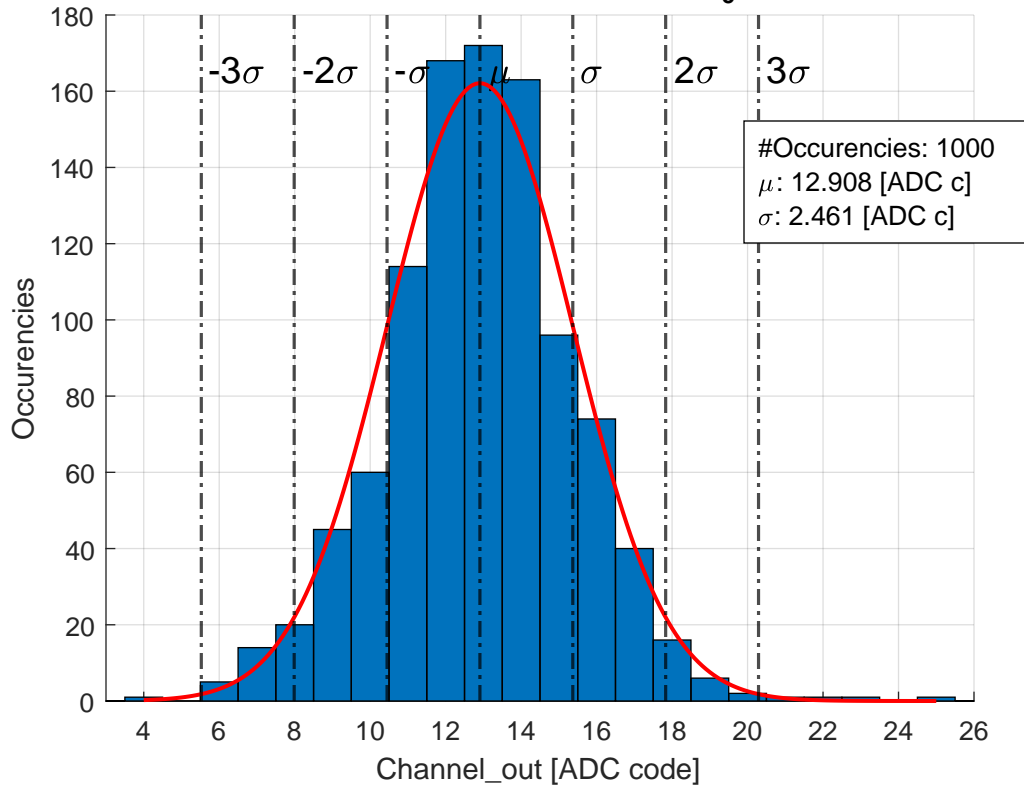 180
160
140
120
100
80
60
40
20
0
-3σ
-2σ
-σ
μ
σ
2σ
3σ
#Occurencies: 1000
μ: 12.908 [ADC c]
σ: 2.461 [ADC c]
Occurencies
4 6 8 10 12 14 16 18 20 22 24 26
Channel_out [ADC code]